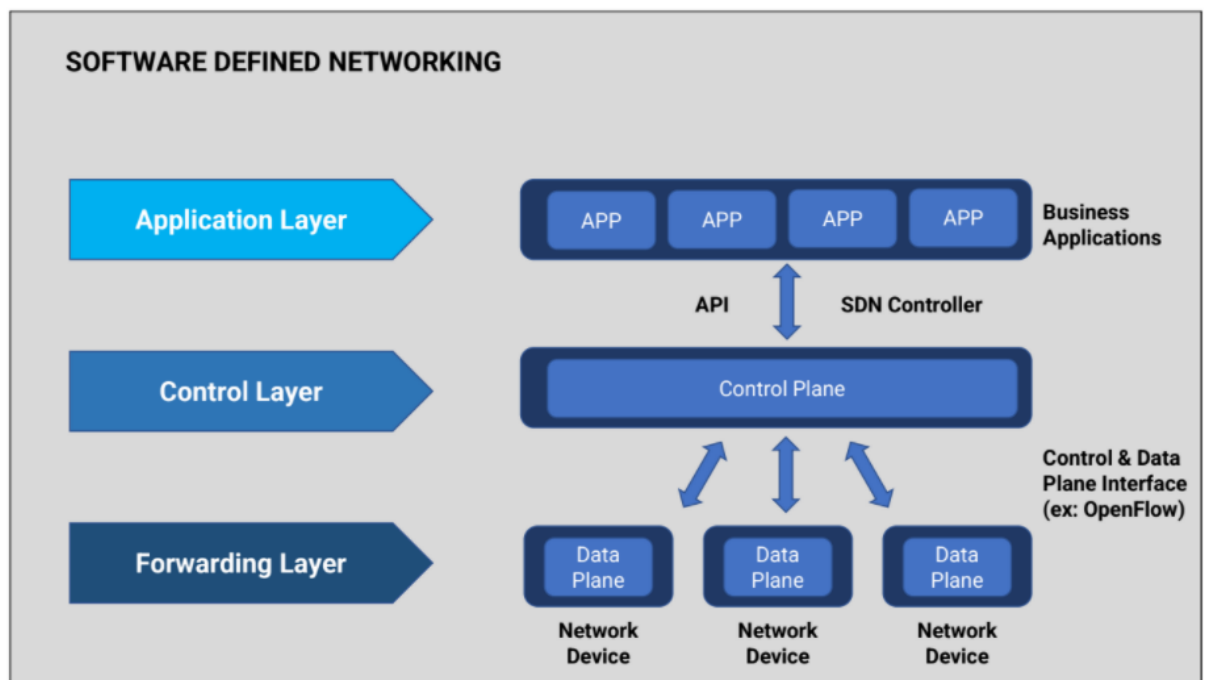 SOFTWARE DEFINED NETWORKING
Application Layer
APP
APP
APP
APP
Business
Applications
API
SDN Controller
Control Layer
Control Plane
Control & Data
Plane Interface
(ex: OpenFlow)
Forwarding Layer
Data
Plane
Data
Plane
Data
Plane
Network
Device
Network
Device
Network
Device